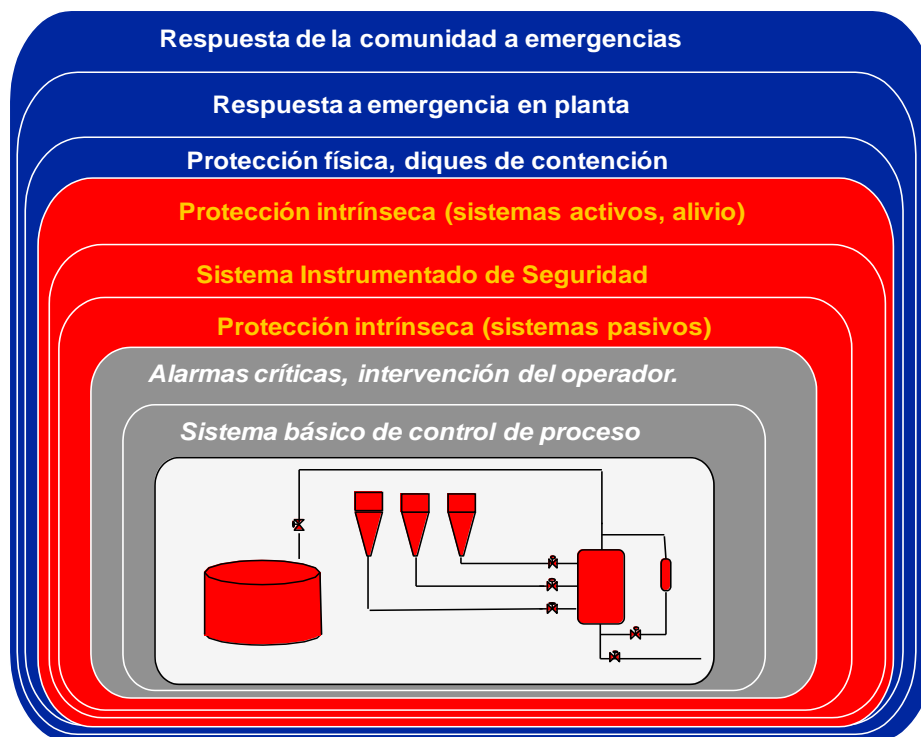 Respuesta de la comunidad a emergencias
Respuesta a emergencia en planta
Protección física, diques de contención
Protección intrínseca (sistemas activos, alivio)
Sistema Instrumentado de Seguridad
Protección intrínseca (sistemas pasivos)
Alarmas críticas, intervención del operador.
Sistema básico de control de proceso